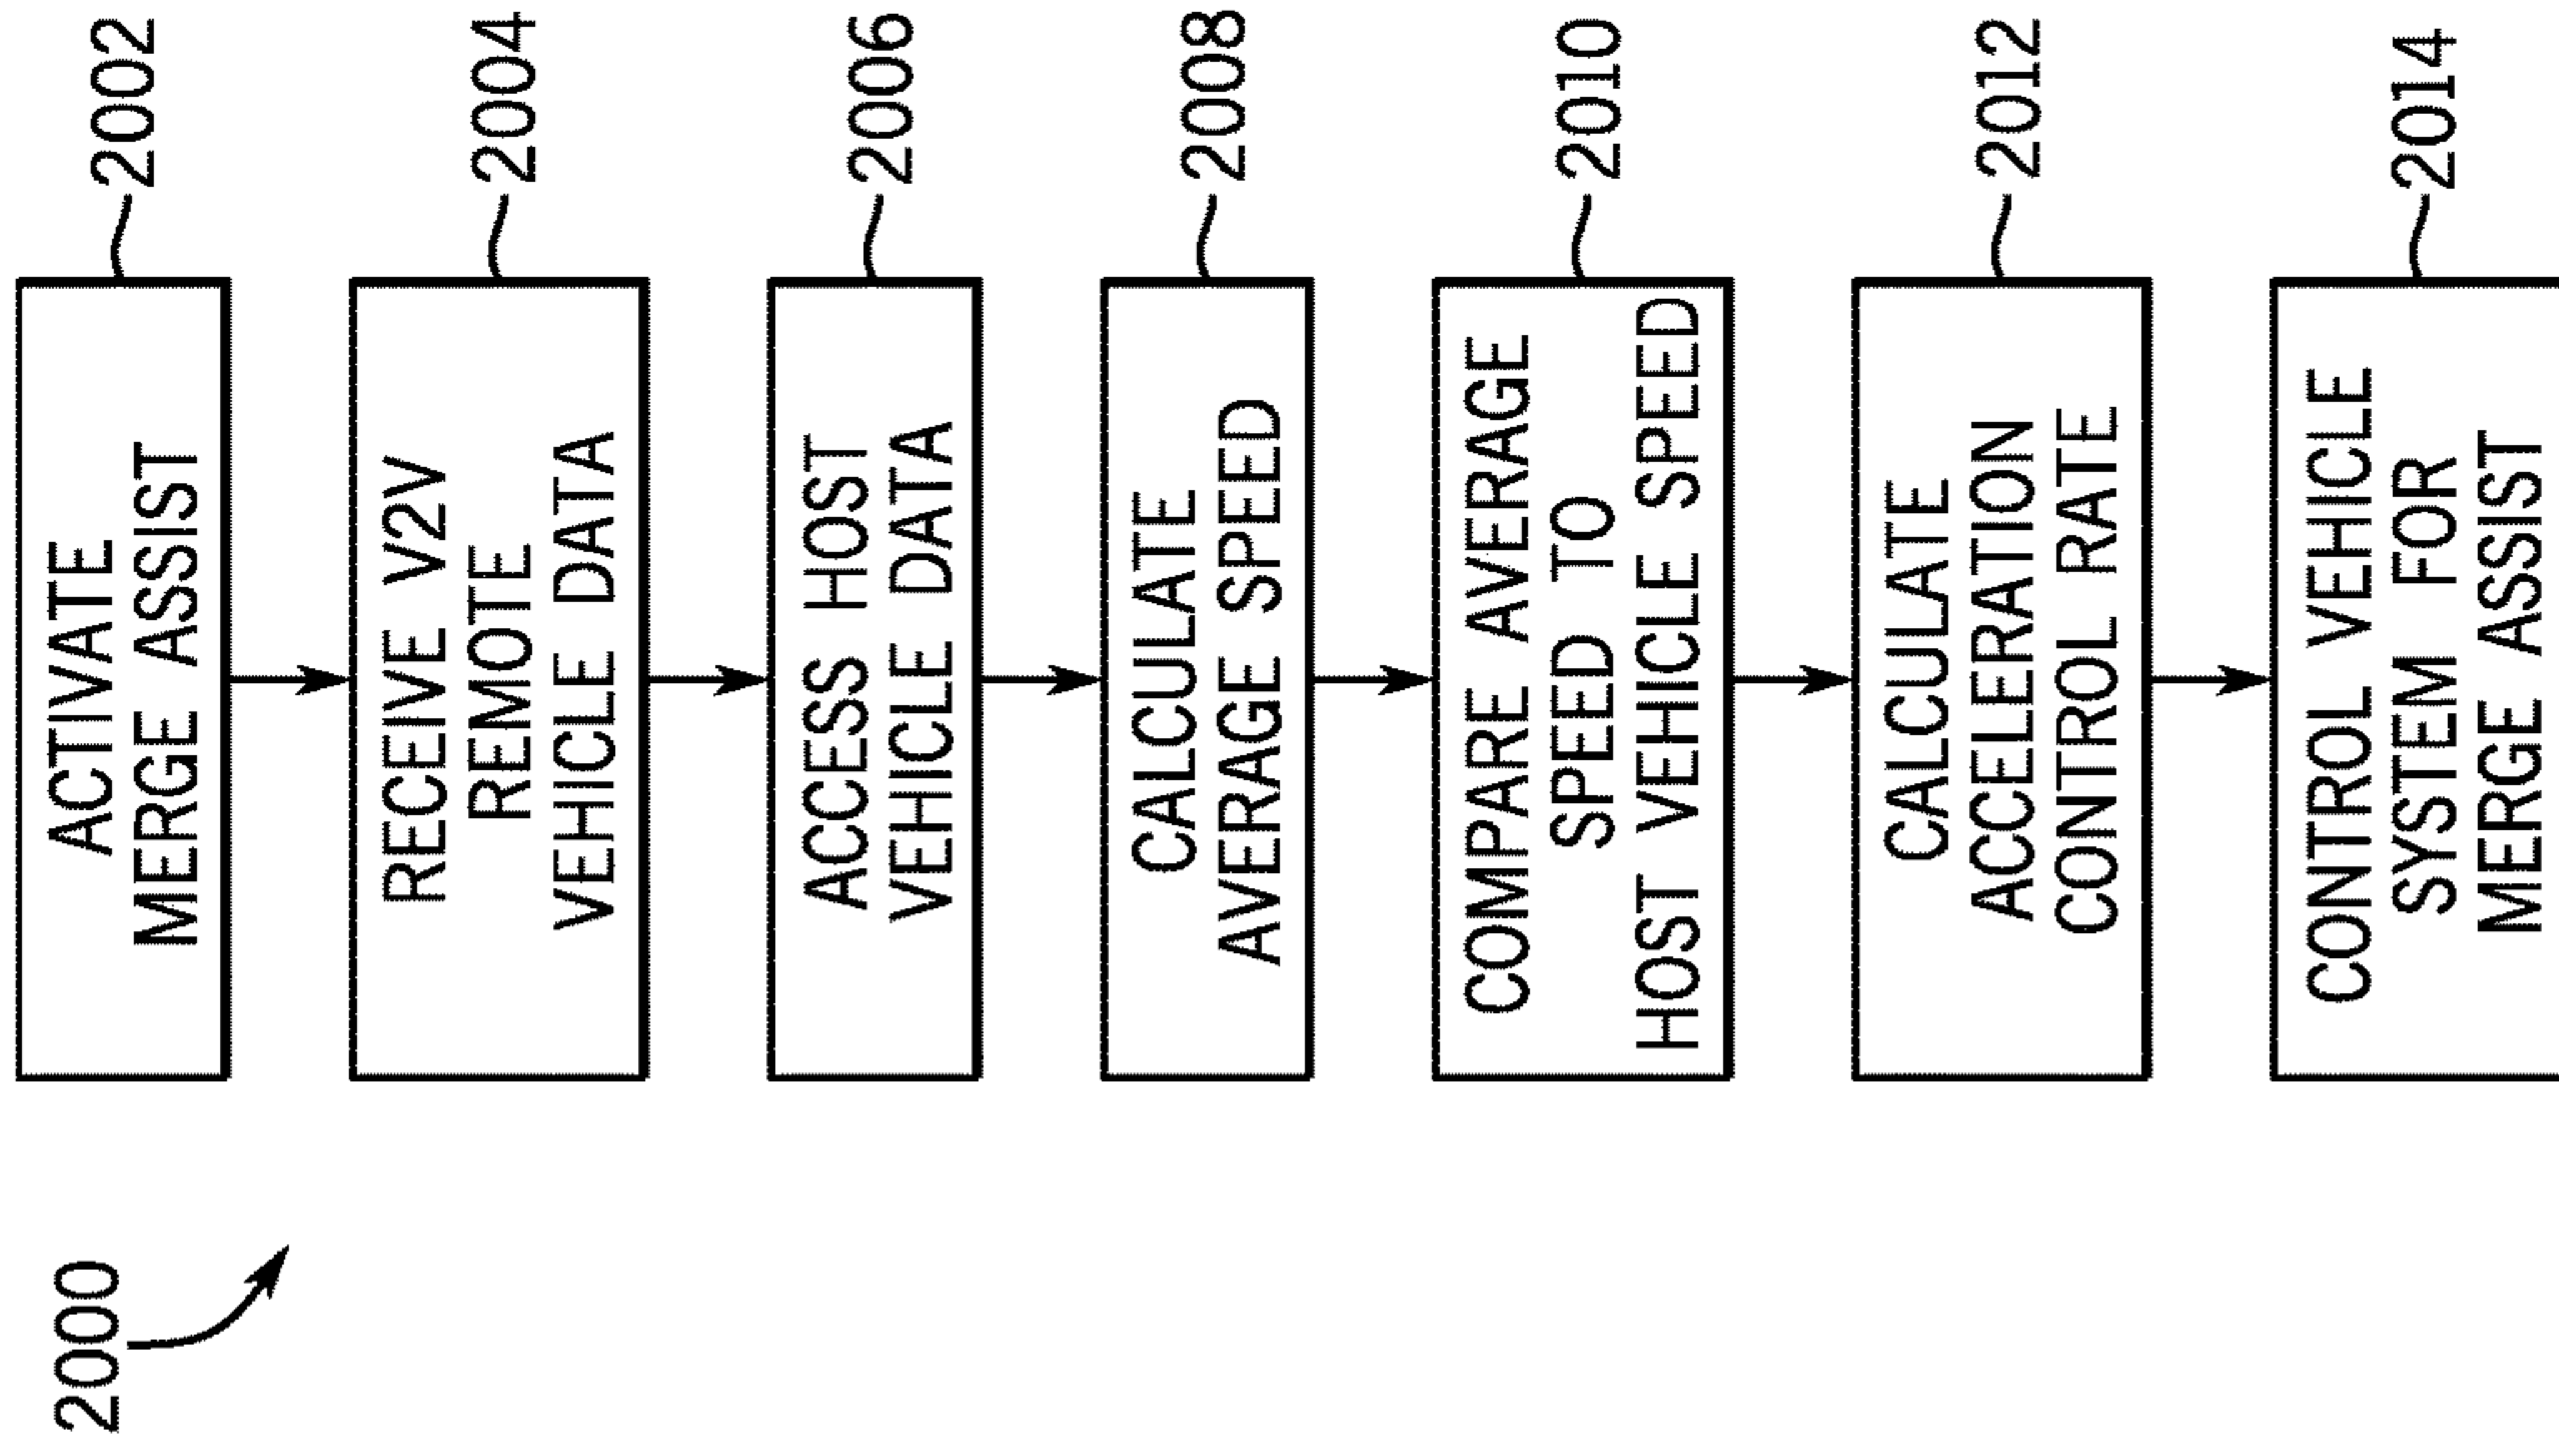 2000
ACTIVATE
MERGE ASSIST
2002
RECEIVE V2V
REMOTE
VEHICLE DATA
2004
ACCESS HOST
VEHICLE DATA
2006
CALCULATE
AVERAGE SPEED
2008
COMPARE AVERAGE
SPEED TO
HOST VEHICLE SPEED
2010
CALCULATE
ACCELERATION
CONTROL RATE
2012
CONTROL VEHICLE
SYSTEM FOR
MERGE ASSIST
2014